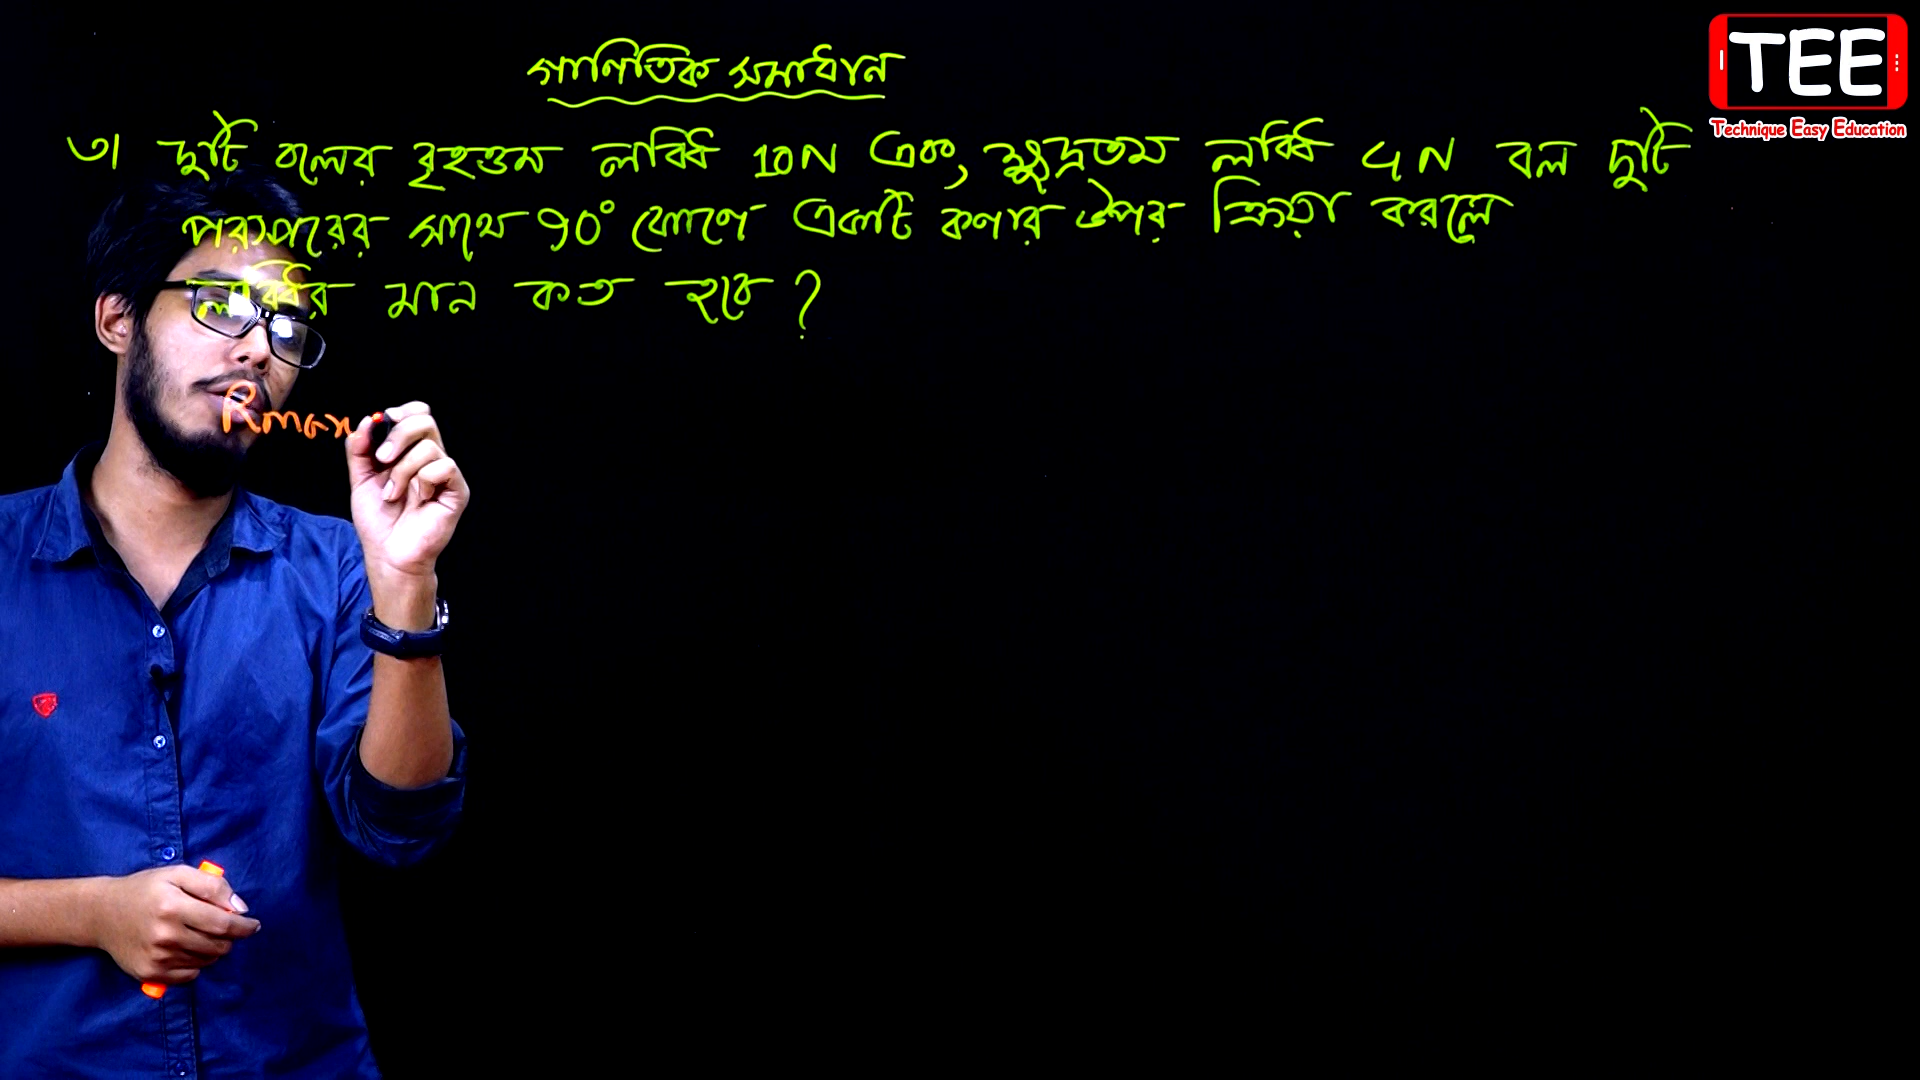 গাণিতিক সমাধান
TEE
Technique Easy Education
৩। দুটি বলের বৃহত্তম লব্ধি 10N এবং, ক্ষুদ্রতম লব্ধি 4N বল দুটি
পরস্পরের সাথে 90° কোণে একটি কণার উপর ক্রিয়া করলে
লব্ধির মান কত হবে ?
Rmax